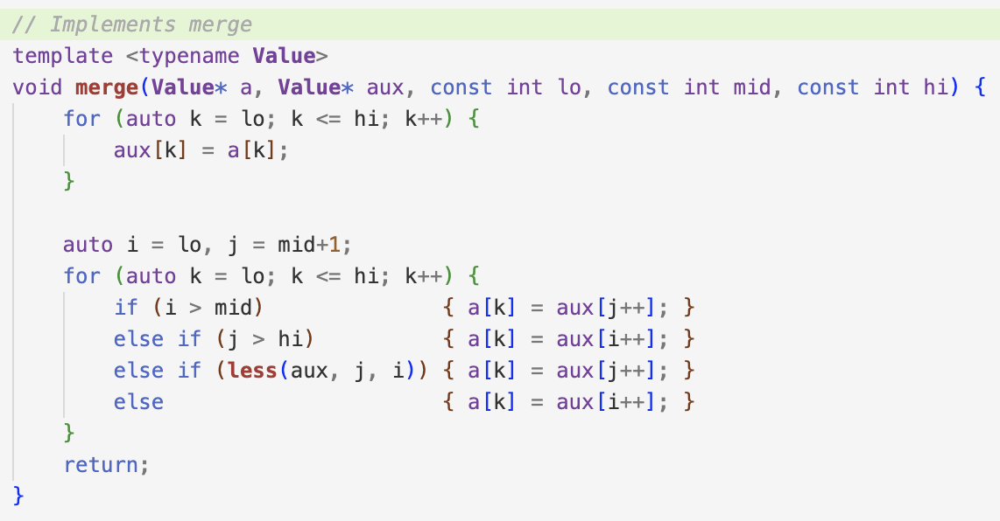 // Implements merge
template <typename Value>
void merge(Value* a, Value* aux, const int lo, const int mid, const int hi) {
    for (auto k = lo; k <= hi; k++) {
        aux[k] = a[k];
    }

    auto i = lo, j = mid+1;
    for (auto k = lo; k <= hi; k++) {
        if (i > mid)              { a[k] = aux[j++]; }
        else if (j > hi)          { a[k] = aux[i++]; }
        else if (less(aux, j, i)) { a[k] = aux[j++]; }
        else                      { a[k] = aux[i++]; }
    }
    return;
}